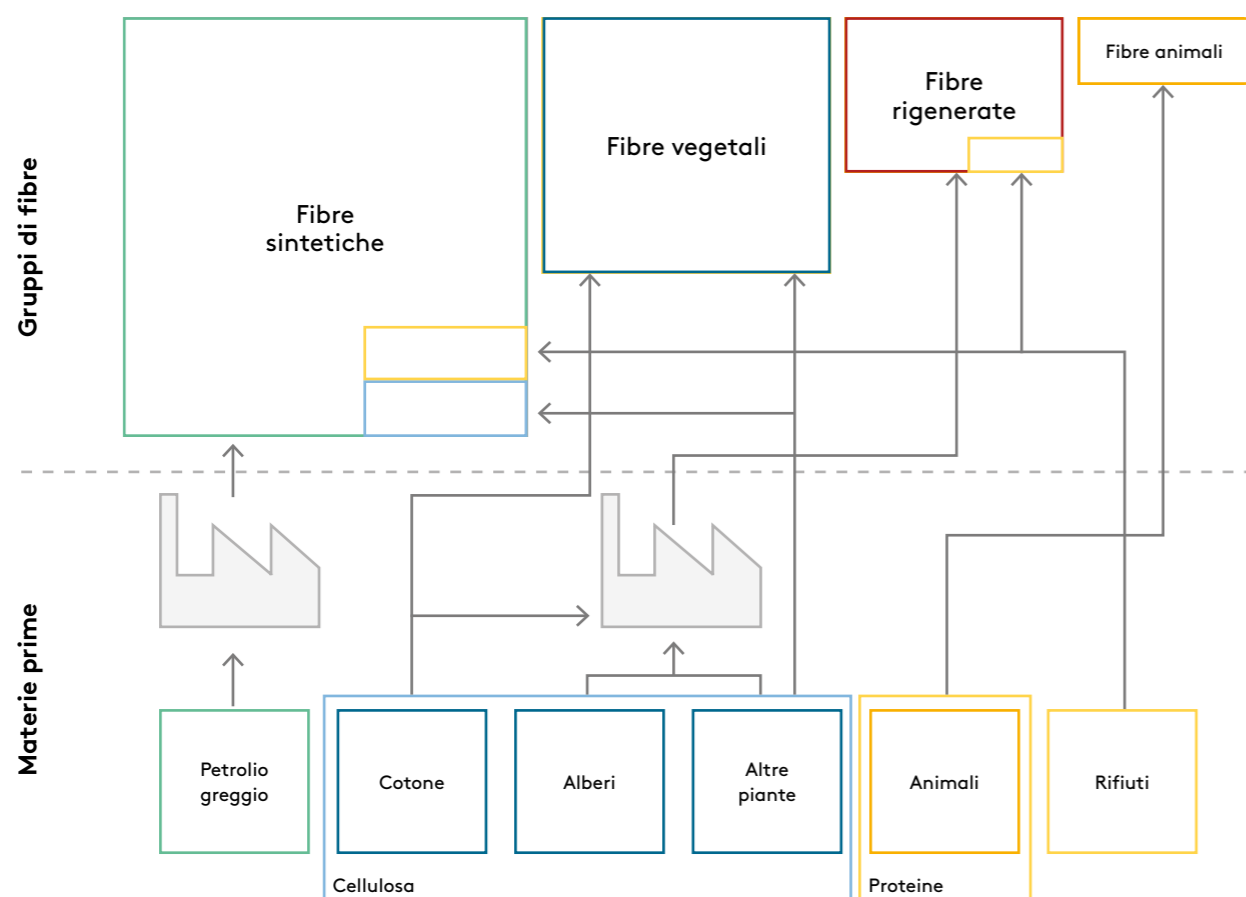 Gruppi di fibre
Fibre
sintetiche
Fibre vegetali
Fibre
rigenerate
Fibre animali
Materie prime
Petrolio
greggio
Cotone
Alberi
Altre
piante
Animali
Rifiuti
Cellulosa
Proteine